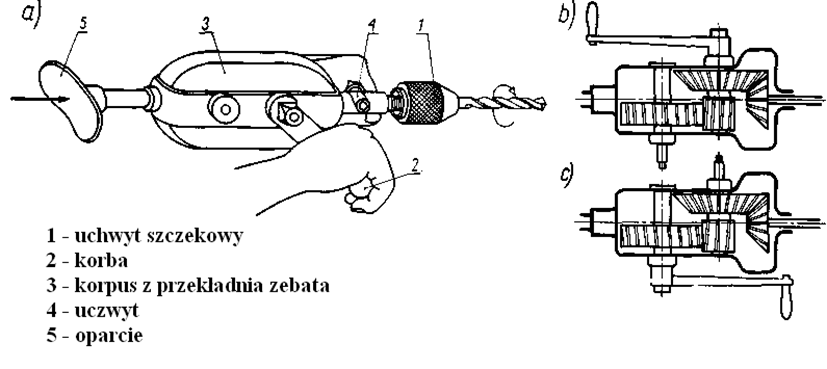 a)
5
3
4
1
b)
2
c)
1 - uchwyt szczekowy
2 - korba
3 - korpus z przekladnia zebata
4 - uczwyt
5 - oparcie